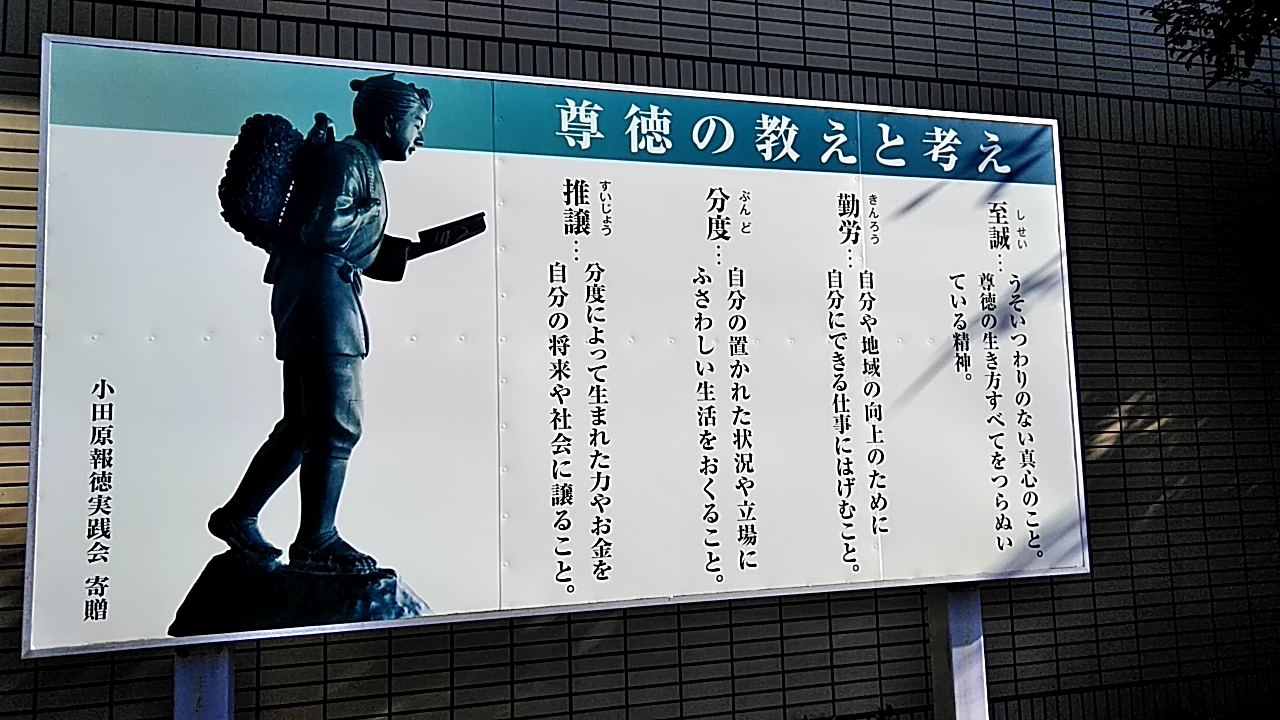 尊徳の教えと考え
しせい
至誠…
うそいつわりのない真心のこと。
尊徳の生き方すべてをつらぬい
ている精神。
きんろう
勤労…
自分や地域の向上のために
自分にできる仕事にはげむこと。
ぶんど
分度…
自分の置かれた状況や立場に
ふさわしい生活をおくること。
すいじょう
推譲…
分度によって生まれた力やお金を
自分の将来や社会に譲ること。
小田原報徳実践会 寄贈